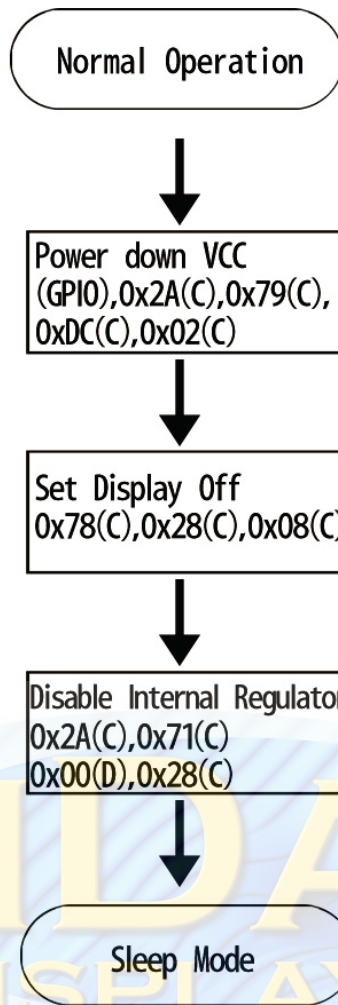 Normal Operation
Power down VCC
(GPIO),0x2A(C),0x79(C),
0xDC(C),0x02(C)
Set Display Off
0x78(C),0x28(C),0x08(C)
Disable Internal Regulator
0x2A(C),0x71(C)
0x00(D),0x28(C)
Sleep Mode